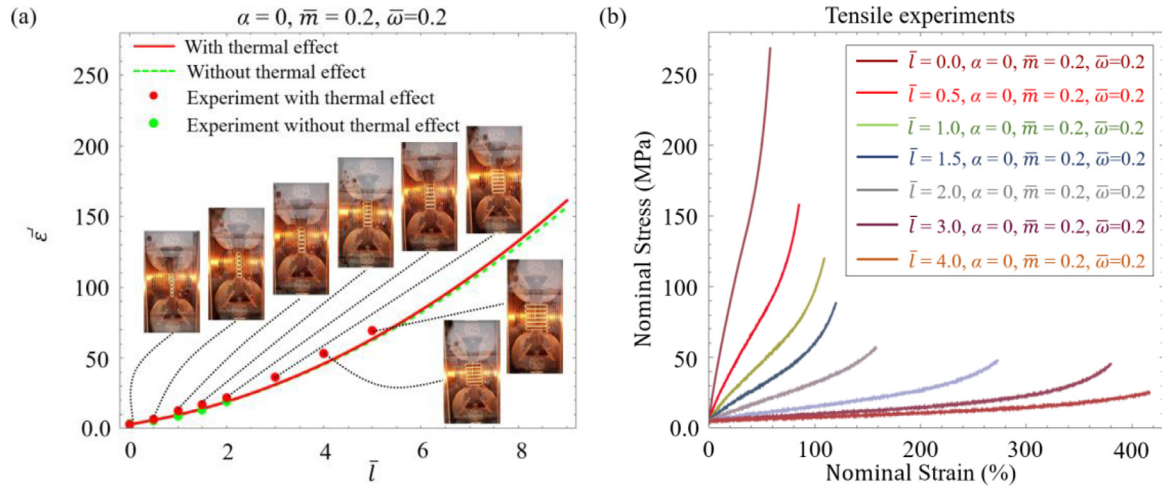 (a)
α = 0, m̅ = 0.2, ω̅=0.2
With thermal effect
Without thermal effect
Experiment with thermal effect
Experiment without thermal effect
250
200
150
100
50
0.0
0
2
4
6
8
l̅
(b)
Tensile experiments
l̅ = 0.0, α = 0, m̅ = 0.2, ω̅=0.2
l̅ = 0.5, α = 0, m̅ = 0.2, ω̅=0.2
l̅ = 1.0, α = 0, m̅ = 0.2, ω̅=0.2
l̅ = 1.5, α = 0, m̅ = 0.2, ω̅=0.2
l̅ = 2.0, α = 0, m̅ = 0.2, ω̅=0.2
l̅ = 3.0, α = 0, m̅ = 0.2, ω̅=0.2
l̅ = 4.0, α = 0, m̅ = 0.2, ω̅=0.2
Nominal Stress (MPa)
250
200
150
100
50
0.0
0
100
200
300
400
Nominal Strain (%)